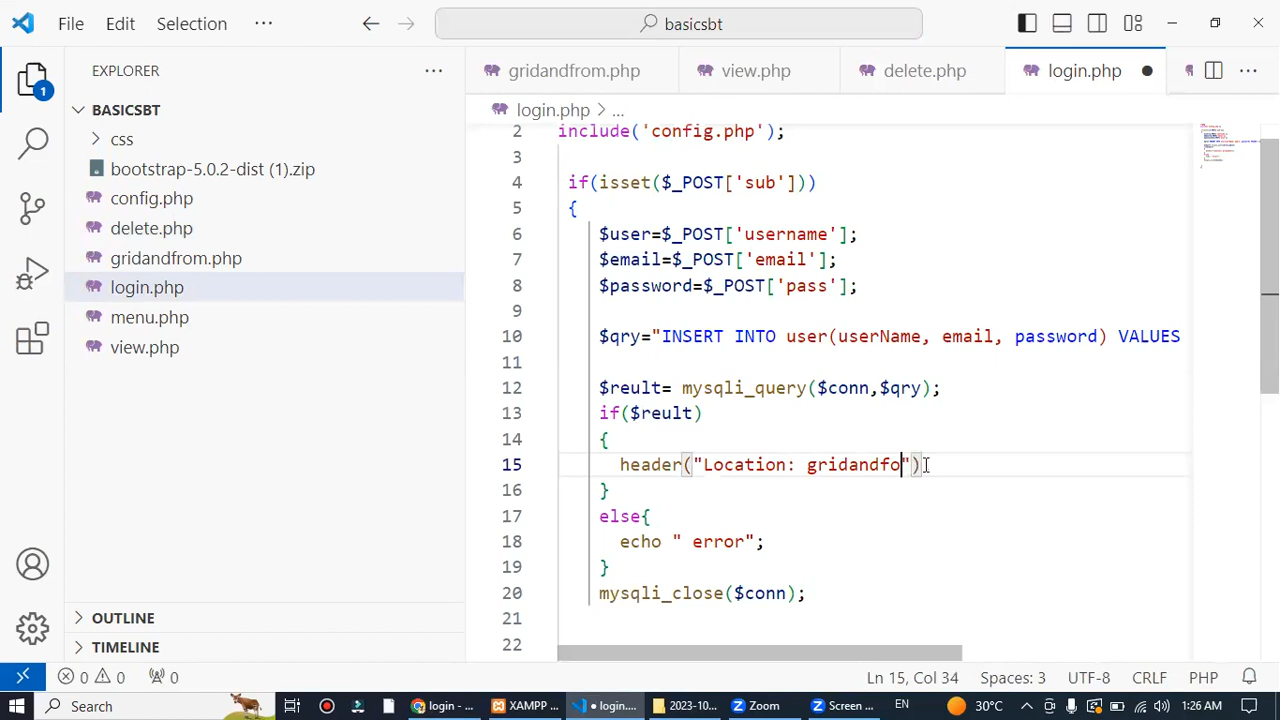 File Edit Selection ··· basicsbt
EXPLORER ···
BASICSBT
css
bootstrap-5.0.2-dist (1).zip
config.php
delete.php
gridandfrom.php
login.php
menu.php
view.php
OUTLINE
TIMELINE
1
gridandfrom.php view.php delete.php login.php ···
login.php > ...
2 include('config.php');
3
4 if(isset($_POST['sub']))
5 {
6 $user=$_POST['username'];
7 $email=$_POST['email'];
8 $password=$_POST['pass'];
9
10 $qry="INSERT INTO user(userName, email, password) VALUES
11
12 $reult= mysqli_query($conn,$qry);
13 if($reult)
14 {
15 header("Location: gridandfo")
16 }
17 else{
18 echo " error";
19 }
20 mysqli_close($conn);
21
22
0 0 0 Ln 15, Col 34 Spaces: 3 UTF-8 CRLF PHP
Search login - ... XAMPP ... login.... 2023-10... Zoom Screen ... EN 30°C 1:26 AM